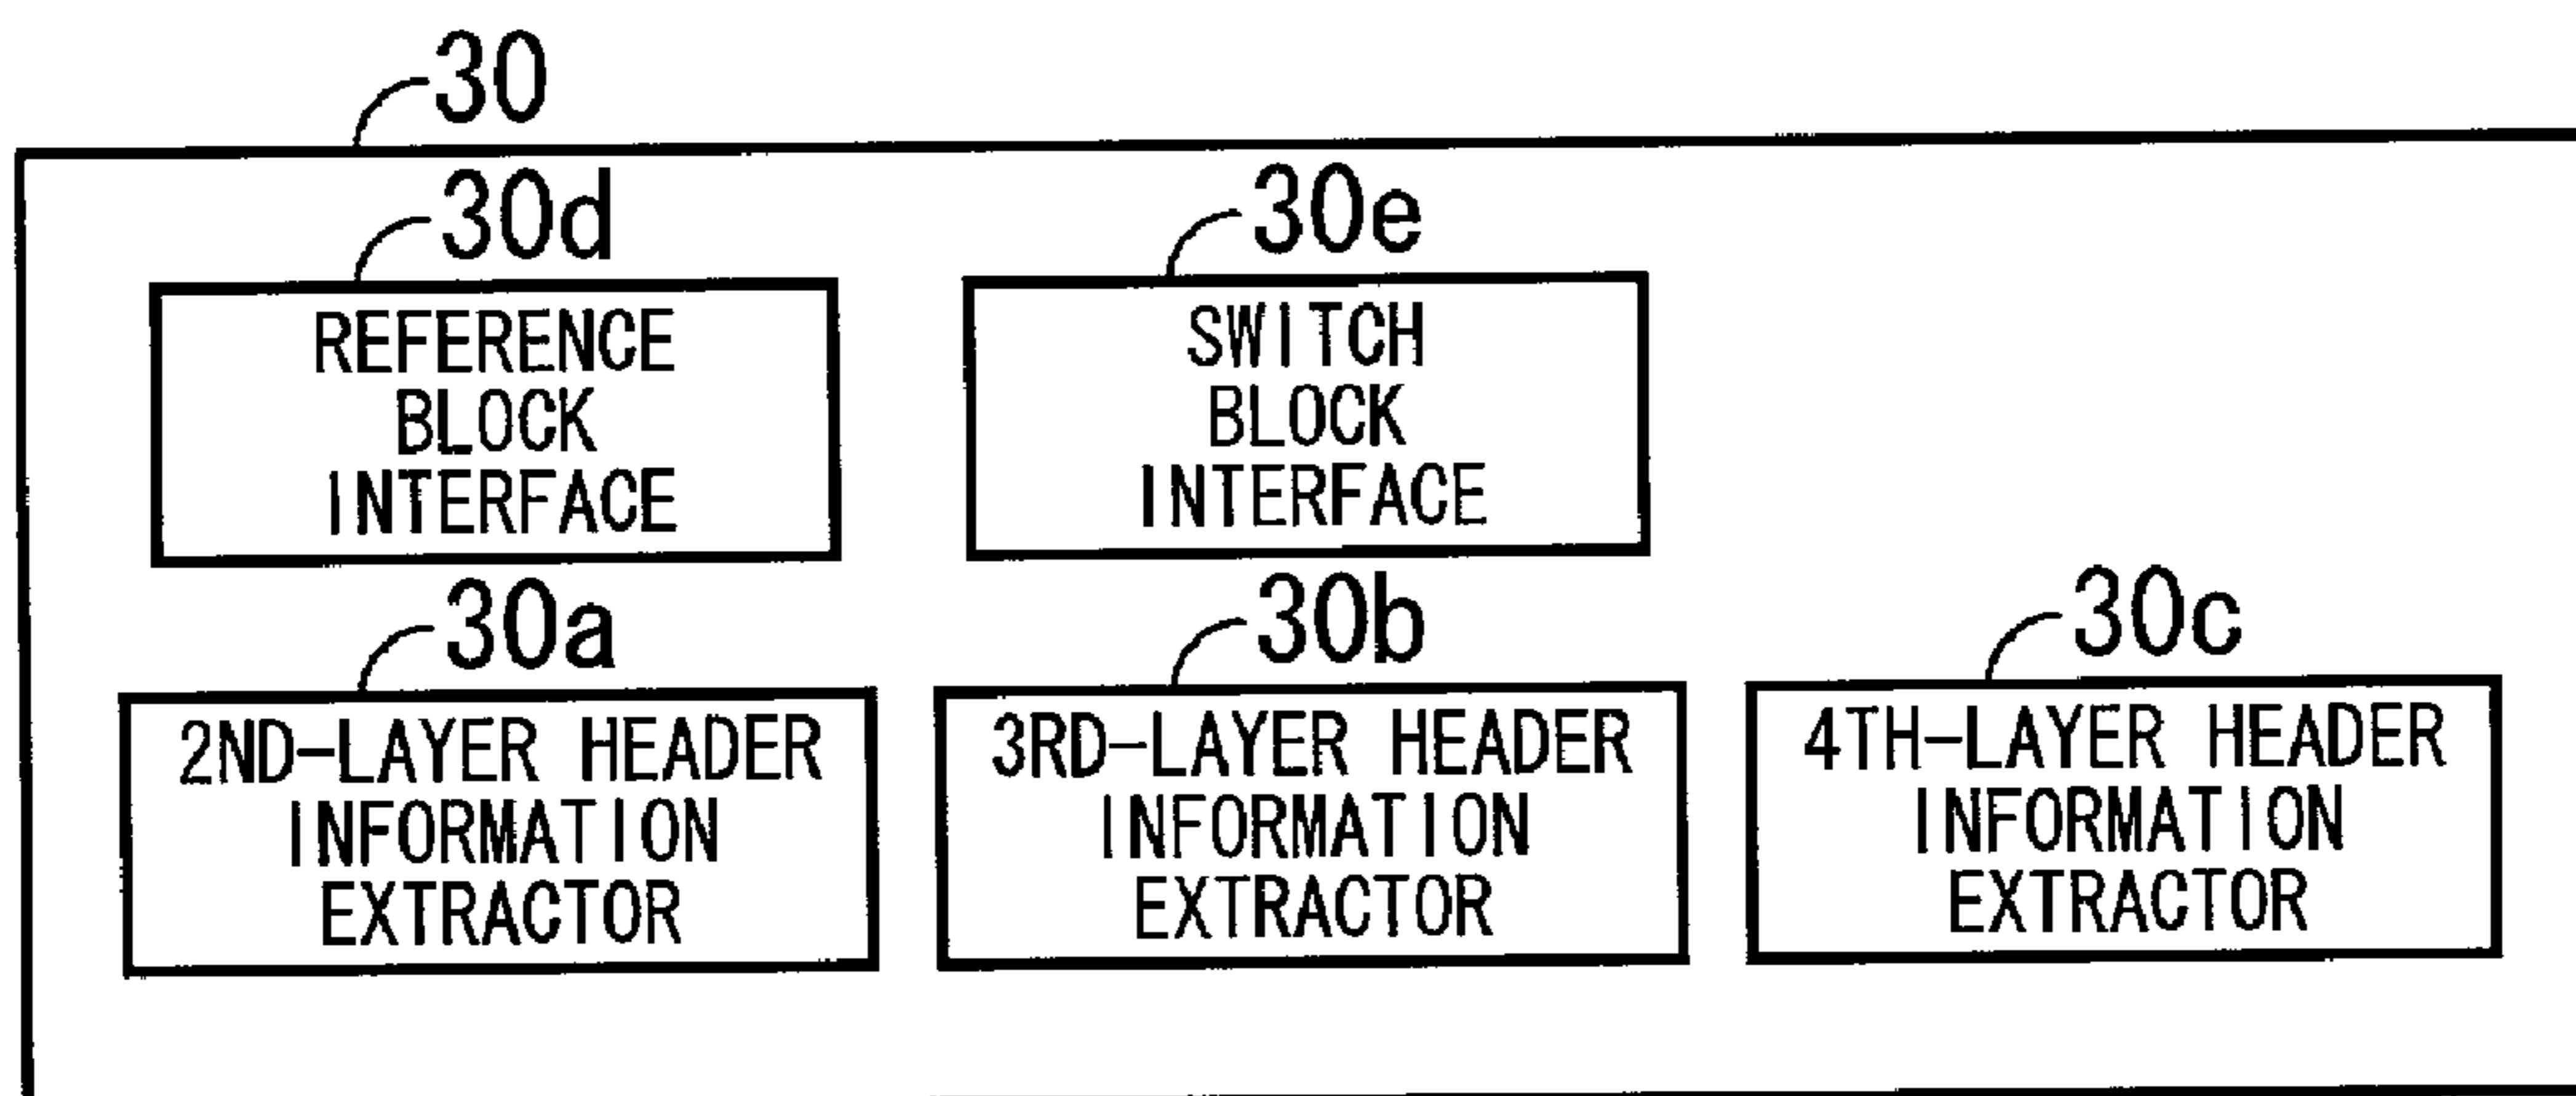 30
30d
REFERENCE
BLOCK
INTERFACE
30e
SWITCH
BLOCK
INTERFACE
30a
2ND-LAYER HEADER
INFORMATION
EXTRACTOR
30b
3RD-LAYER HEADER
INFORMATION
EXTRACTOR
30c
4TH-LAYER HEADER
INFORMATION
EXTRACTOR